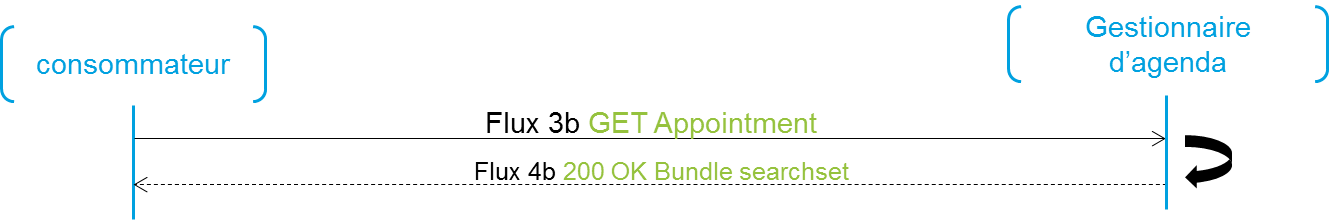 consommateur
Gestionnaire
d’agenda
Flux 3b GET Appointment
Flux 4b 200 OK Bundle searchset